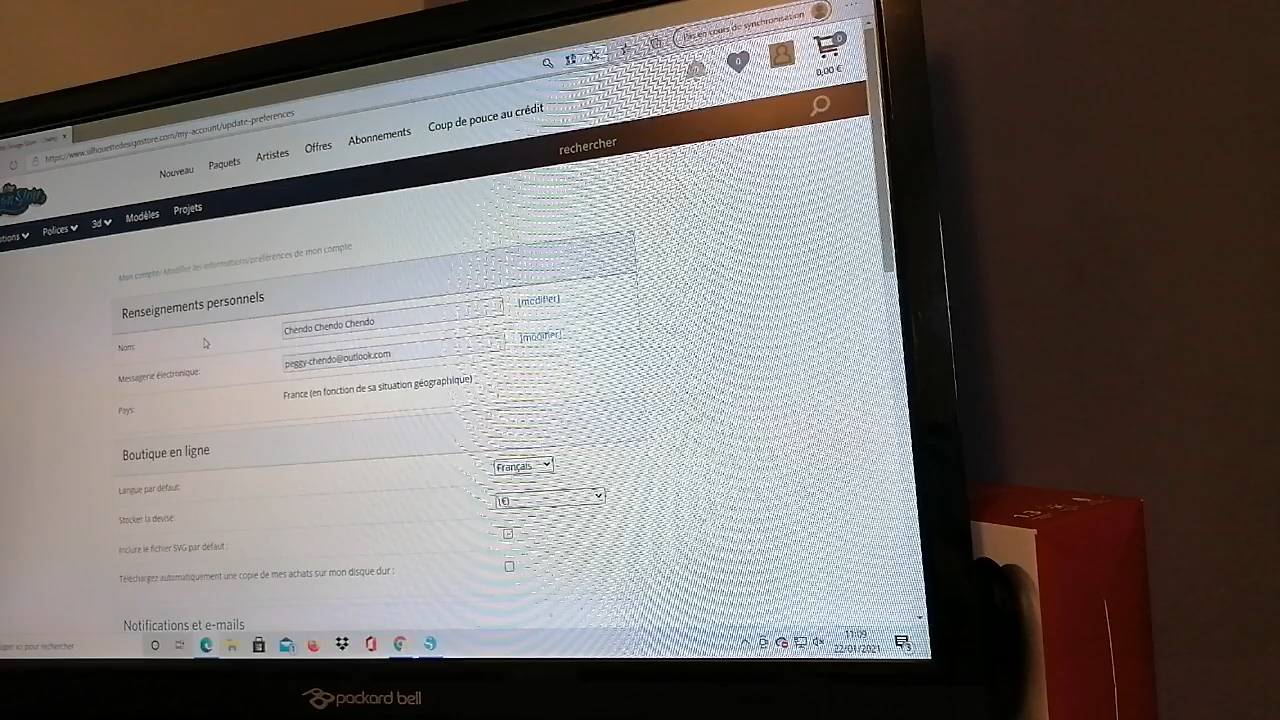 Pas en cours de synchronisation
https://www.silhouettedesignstore.com/my-account/update-preferences
0
0,00 €
0
Nouveau Paquets Artistes Offres Abonnements Coup de pouce au crédit
rechercher
Polices 3d Modèles Projets
Mon compte/ Modifier les informations/préférences de mon compte
Renseignements personnels
Nom: Chendo Chendo Chendo [modifier]
Messagerie électronique: peggy-chendo@outlook.com [modifier]
Pays: France (en fonction de sa situation géographique)
Boutique en ligne
Langue par défaut: Français
Stocker la devise: (€)
Inclure le fichier SVG par défaut :
Téléchargez automatiquement une copie de mes achats sur mon disque dur :
Notifications et e-mails
ici pour rechercher
11:09
22/01/2021
packard bell